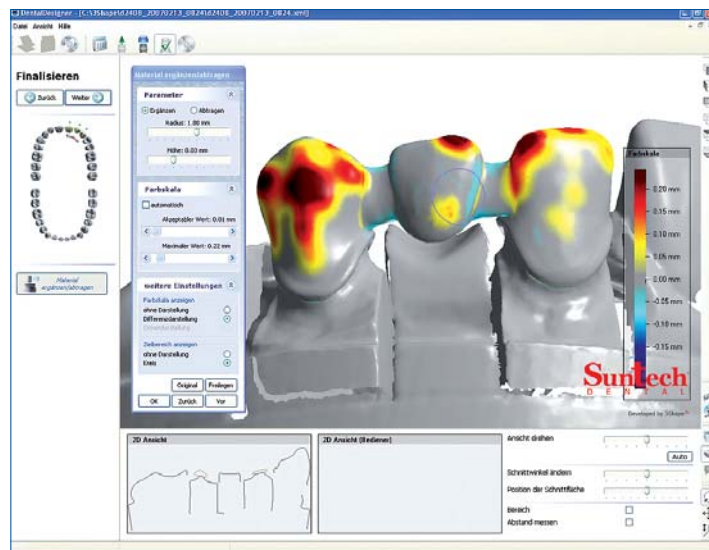 DentalDesigner - [C:\3Shape\d2408_20070213_0824\d2408_20070213_0824.xml]
Datei Ansicht Hilfe
Finalisieren
Zurück Weiter
Material
ergänzen/abtragen
Material ergänzen/abtragen
Parameter
Ergänzen Abtragen
Radius: 1.00 mm
Höhe: 0.03 mm
Farbskala
automatisch
Akzeptabler Wert: 0.01 mm
Maximaler Wert: 0.22 mm
weitere Einstellungen
Farbskala anzeigen
ohne Darstellung
Differenzdarstellung
Zielbereich anzeigen
ohne Darstellung
Kreis
Original Freilegen
OK Zurück Vor
Farbskala
0.20 mm
0.15 mm
0.10 mm
0.05 mm
0.00 mm
-0.05 mm
-0.10 mm
-0.15 mm
Suntech
DENTAL
Developed by 3Shape
2D Ansicht
2D Ansicht (Bediener)
Ansicht drehen
Auto
Schnittwinkel ändern
Position der Schnittfläche
Bereich
Abstand messen